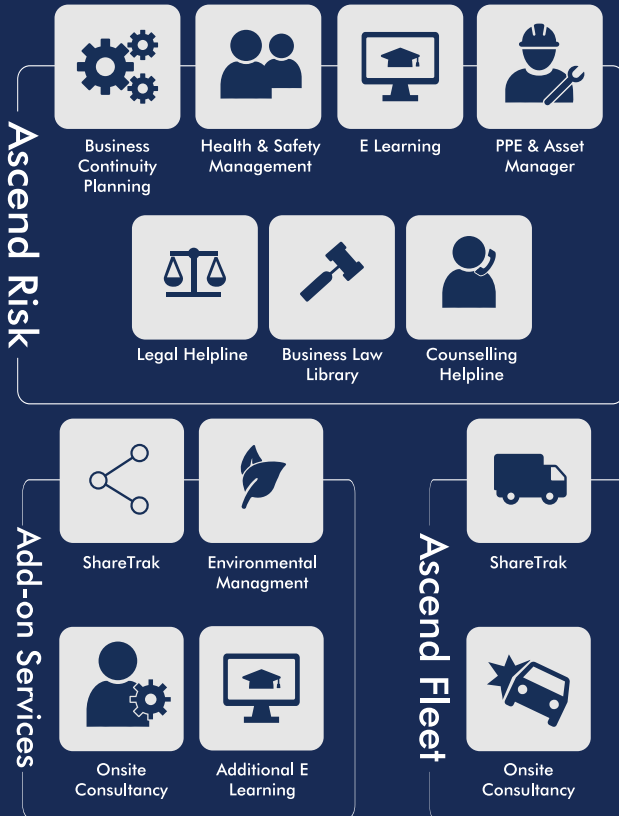 Ascend Risk
Business
Continuity
Planning
Health & Safety
Management
E Learning
PPE & Asset
Manager
Legal Helpline
Business Law
Library
Counselling
Helpline
Add-on Services
ShareTrak
Environmental
Managment
Onsite
Consultancy
Additional E
Learning
Ascend Fleet
ShareTrak
Onsite
Consultancy